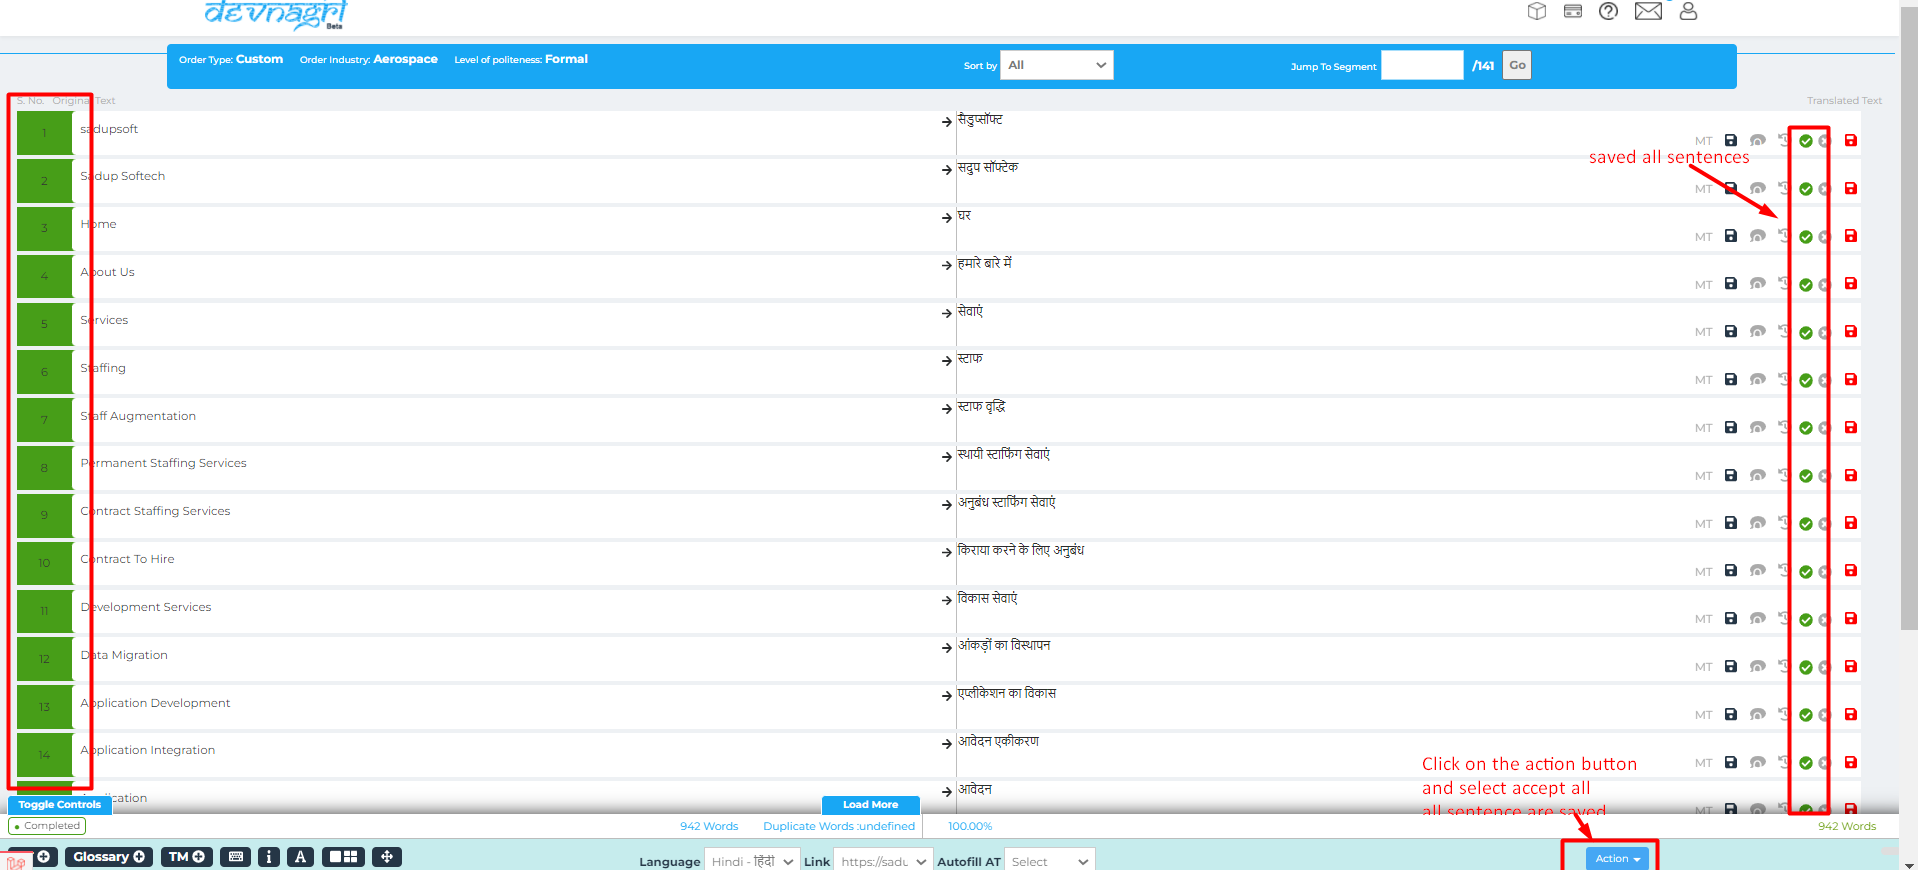 devnagri
Beta
Order Type: Custom Order Industry: Aerospace Level of politeness: Formal Sort by All Jump To Segment /141 Go
S. No. Original Text Translated Text
1 sadupsoft सैडुप्सॉफ्ट MT
saved all sentences
2 Sadup Softech सदुप सॉफ्टेक MT
3 Home घर MT
4 About Us हमारे बारे में MT
5 Services सेवाएं MT
6 Staffing स्टाफ MT
7 Staff Augmentation स्टाफ वृद्धि MT
8 Permanent Staffing Services स्थायी स्टाफिंग सेवाएं MT
9 Contract Staffing Services अनुबंध स्टाफिंग सेवाएं MT
10 Contract To Hire किराया करने के लिए अनुबंध MT
11 Development Services विकास सेवाएं MT
12 Data Migration आंकड़ों का विस्थापन MT
13 Application Development एप्लीकेशन का विकास MT
14 Application Integration आवेदन एकीकरण MT
Click on the action button
and select accept all
all sentence are saved
आवेदन MT
Toggle Controls Load More
Completed 942 Words Duplicate Words :undefined 100.00% 942 Words
Glossary TM i A Language Hindi - हिंदी Link https://sadu Autofill AT Select Action